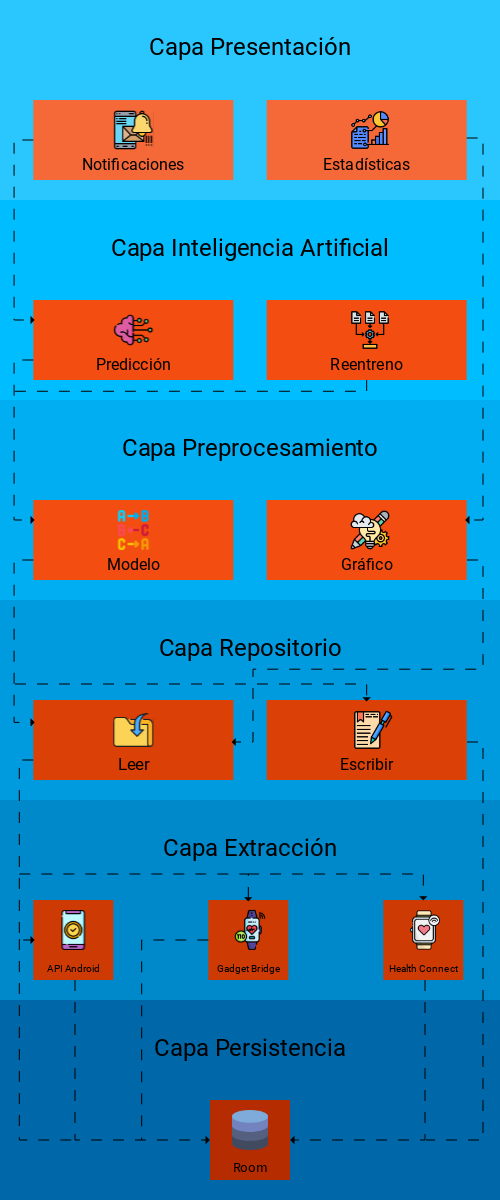 Capa Presentación
Notificaciones
Estadísticas
Capa Inteligencia Artificial
Predicción
Reentreno
Capa Preprocesamiento
A→B
B→C
C→A
Modelo
Gráfico
Capa Repositorio
Leer
Escribir
Capa Extracción
110
API Android
Gadget Bridge
Health Connect
Capa Persistencia
Room